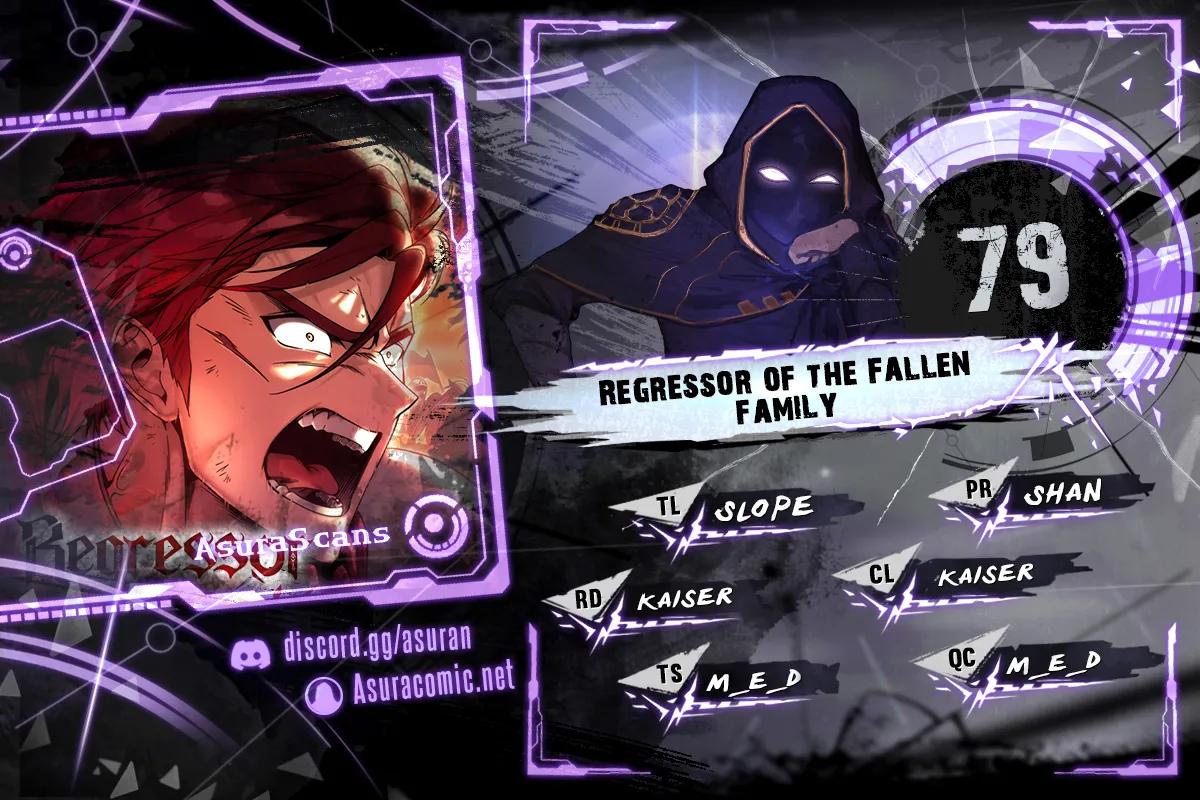 79
REGRESSOR OF THE FALLEN
FAMILY
TL SLOPE
PR SHAN
RD KAISER
CL KAISER
TS M_E_D
QC M_E_D
Regressor
AsuraScans
discord.gg/asuran
Asuracomic.net